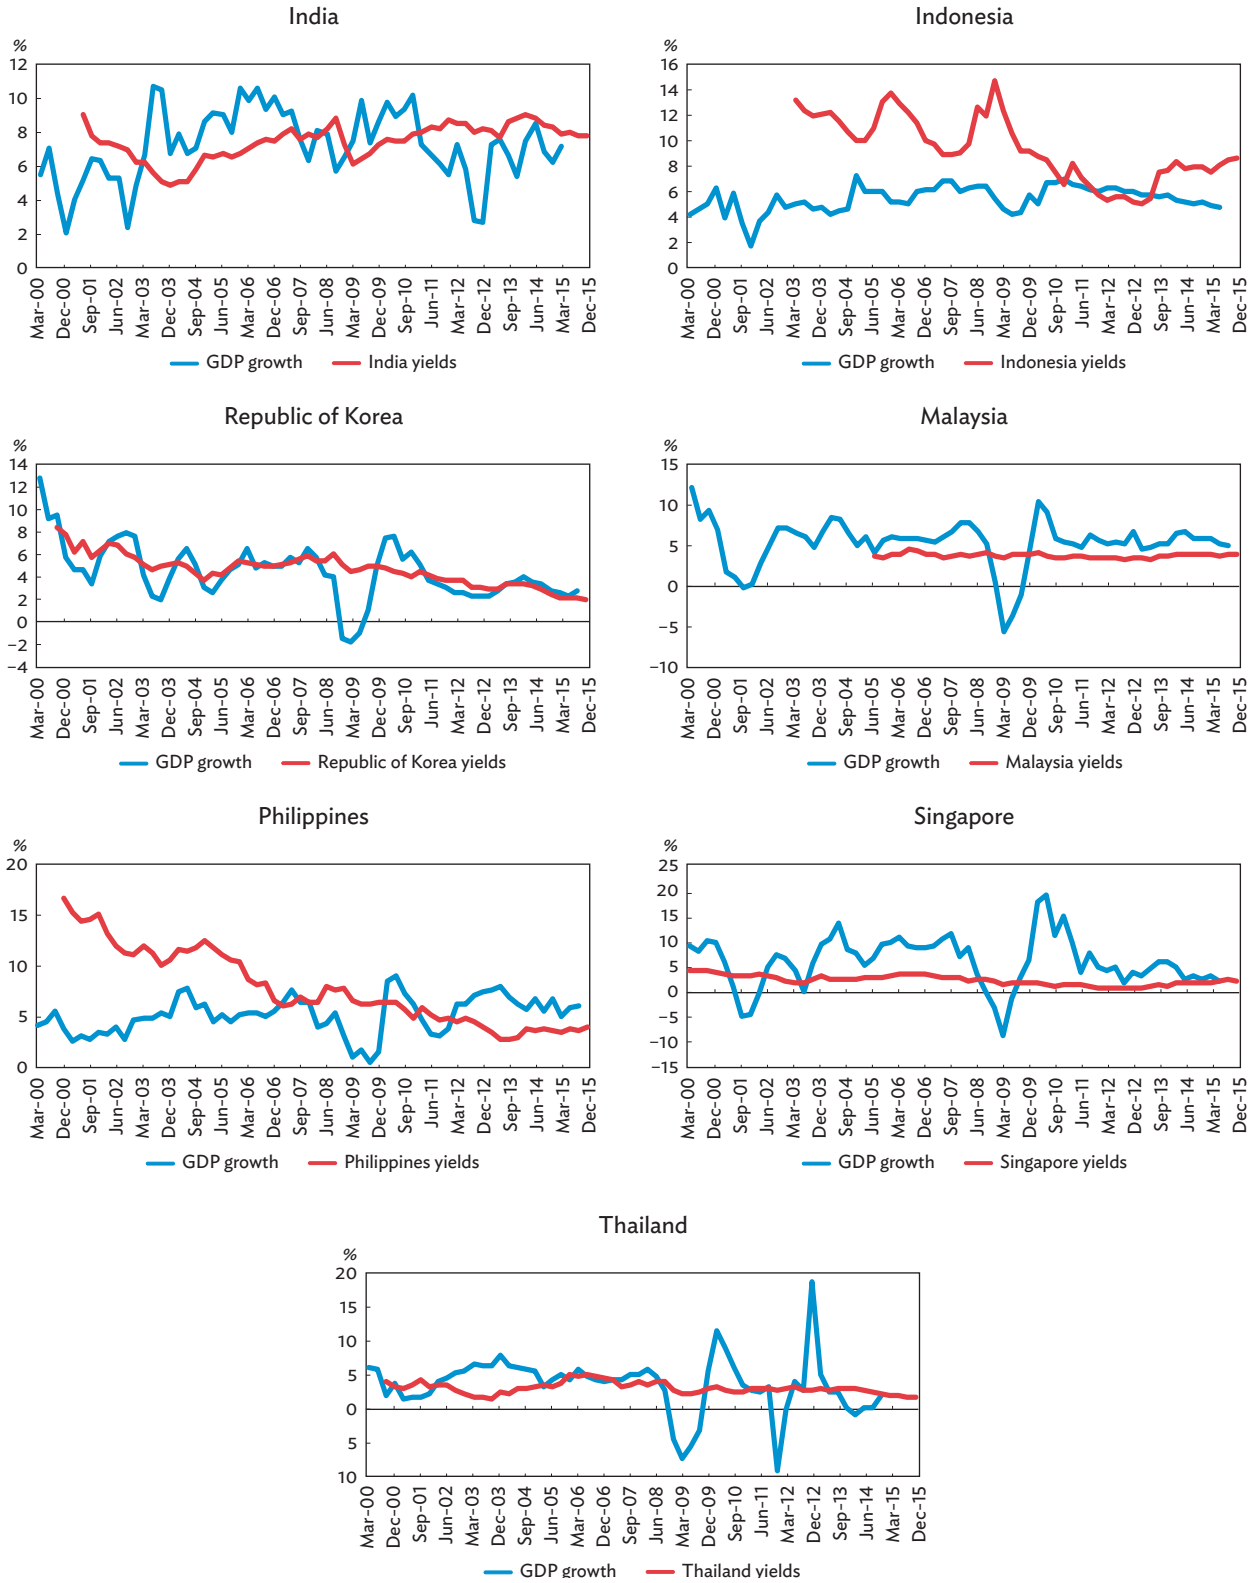 India
%
12
10
8
6
4
2
0
Mar–00
Dec–00
Sep–01
Jun–02
Mar–03
Dec–03
Sep–04
Jun–05
Mar–06
Dec–06
Sep–07
Jun–08
Mar–09
Dec–09
Sep–10
Jun–11
Mar–12
Dec–12
Sep–13
Jun–14
Mar–15
Dec–15
GDP growth India yields
Indonesia
%
16
14
12
10
8
6
4
2
0
Mar–00
Dec–00
Sep–01
Jun–02
Mar–03
Dec–03
Sep–04
Jun–05
Mar–06
Dec–06
Sep–07
Jun–08
Mar–09
Dec–09
Sep–10
Jun–11
Mar–12
Dec–12
Sep–13
Jun–14
Mar–15
Dec–15
GDP growth Indonesia yields
Republic of Korea
%
14
12
10
8
6
4
2
0
–2
–4
Mar–00
Dec–00
Sep–01
Jun–02
Mar–03
Dec–03
Sep–04
Jun–05
Mar–06
Dec–06
Sep–07
Jun–08
Mar–09
Dec–09
Sep–10
Jun–11
Mar–12
Dec–12
Sep–13
Jun–14
Mar–15
Dec–15
GDP growth Republic of Korea yields
Malaysia
%
15
10
5
0
–5
–10
Mar–00
Dec–00
Sep–01
Jun–02
Mar–03
Dec–03
Sep–04
Jun–05
Mar–06
Dec–06
Sep–07
Jun–08
Mar–09
Dec–09
Sep–10
Jun–11
Mar–12
Dec–12
Sep–13
Jun–14
Mar–15
Dec–15
GDP growth Malaysia yields
Philippines
%
20
15
10
5
0
Mar–00
Dec–00
Sep–01
Jun–02
Mar–03
Dec–03
Sep–04
Jun–05
Mar–06
Dec–06
Sep–07
Jun–08
Mar–09
Dec–09
Sep–10
Jun–11
Mar–12
Dec–12
Sep–13
Jun–14
Mar–15
Dec–15
GDP growth Philippines yields
Singapore
%
25
20
15
10
5
0
–5
–10
–15
Mar–00
Dec–00
Sep–01
Jun–02
Mar–03
Dec–03
Sep–04
Jun–05
Mar–06
Dec–06
Sep–07
Jun–08
Mar–09
Dec–09
Sep–10
Jun–11
Mar–12
Dec–12
Sep–13
Jun–14
Mar–15
Dec–15
GDP growth Singapore yields
Thailand
%
20
15
10
5
0
5
10
Mar–00
Dec–00
Sep–01
Jun–02
Mar–03
Dec–03
Sep–04
Jun–05
Mar–06
Dec–06
Sep–07
Jun–08
Mar–09
Dec–09
Sep–10
Jun–11
Mar–12
Dec–12
Sep–13
Jun–14
Mar–15
Dec–15
GDP growth Thailand yields